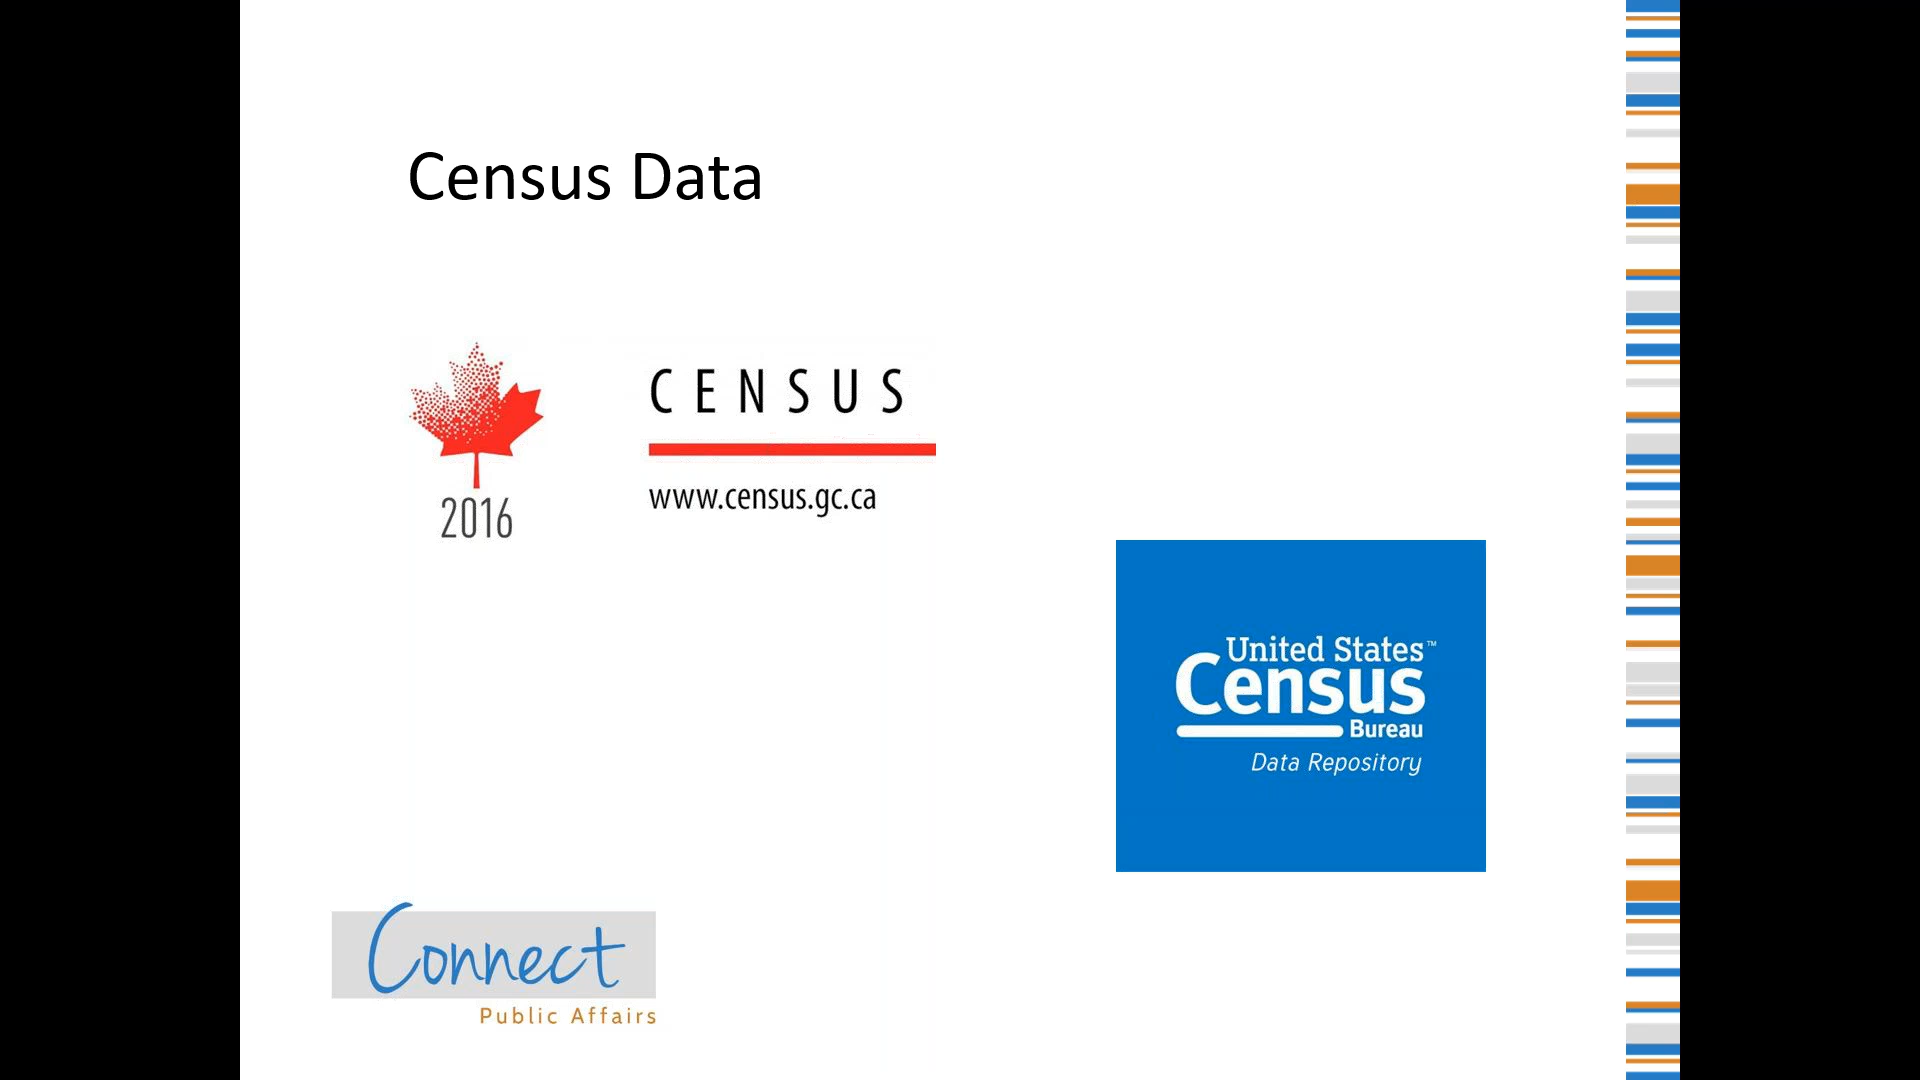 Census Data
CENSUS
www.census.gc.ca
2016
United States™
Census
Bureau
Data Repository
Connect
Public Affairs